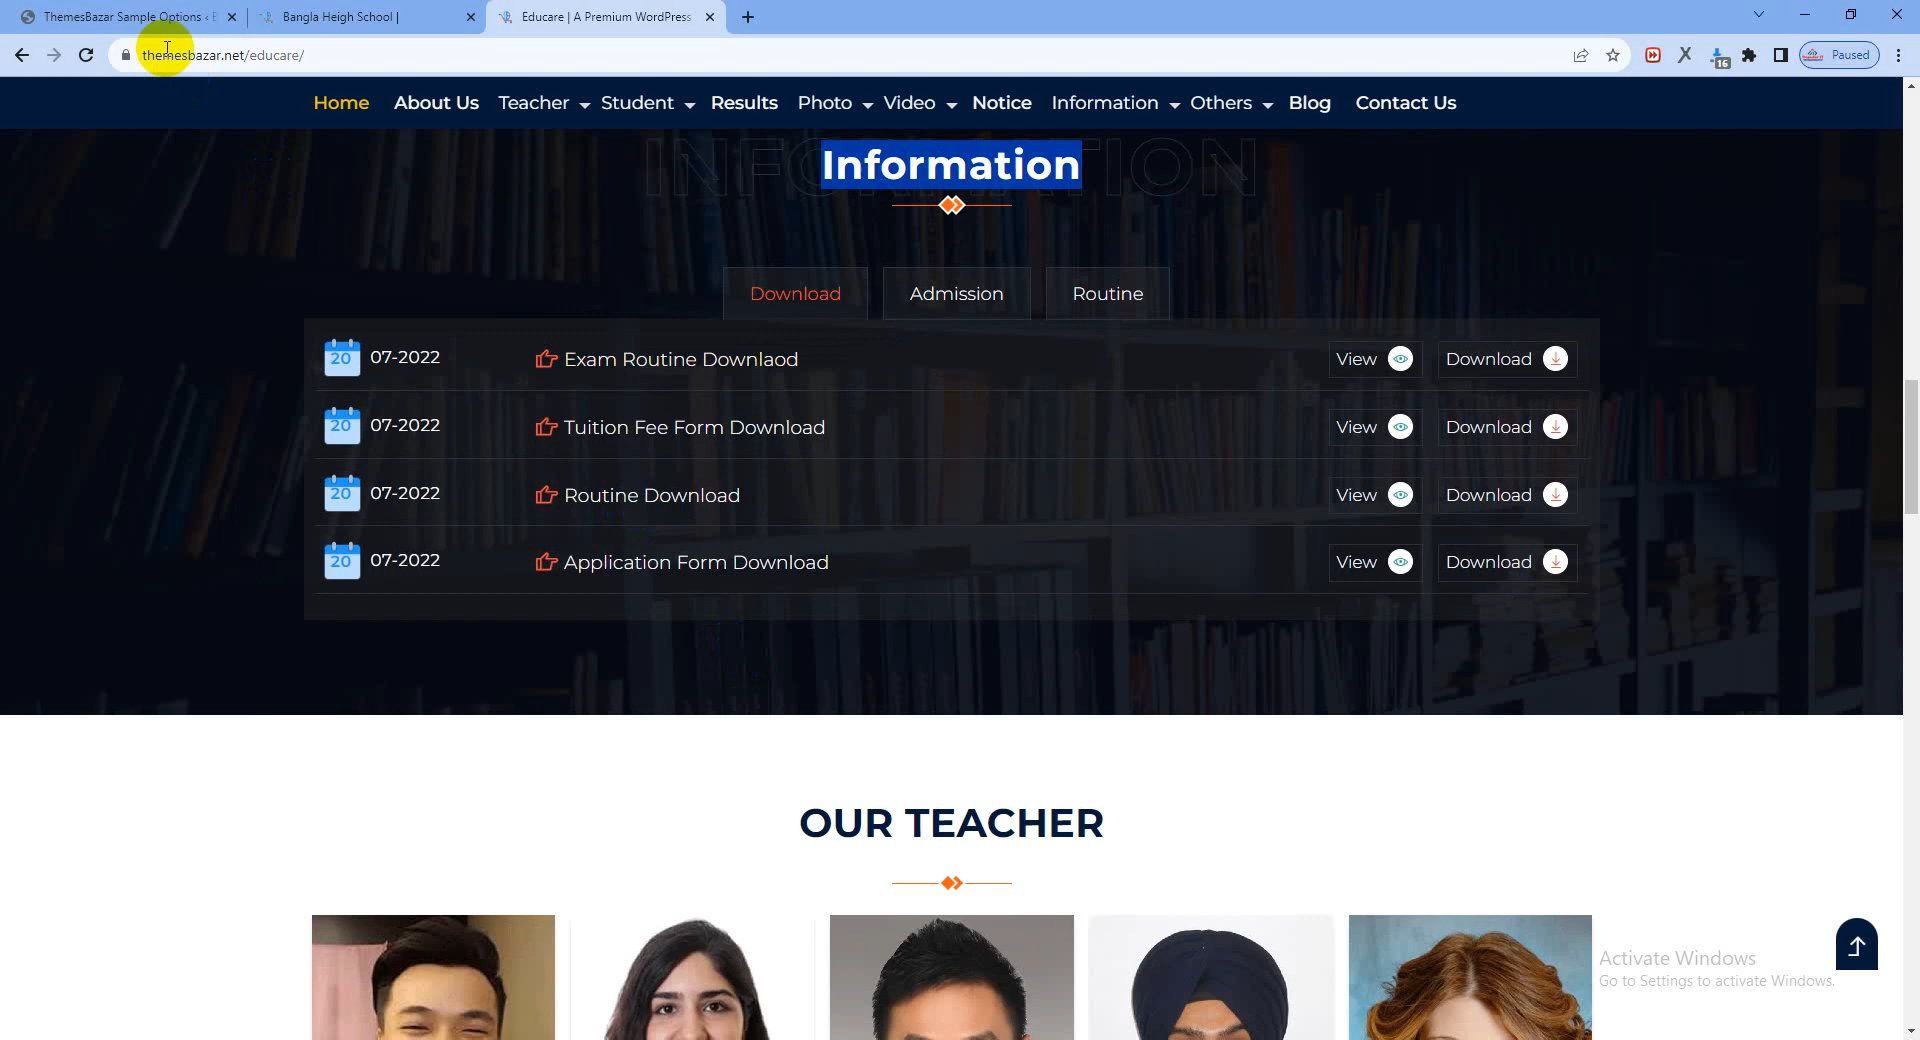 ThemesBazar Sample Options ‹ B
Bangla Heigh School |
Educare | A Premium WordPress
themesbazar.net/educare/
16
Paused
Home About Us Teacher Student Results Photo Video Notice Information Others Blog Contact Us
INFORMATION
Information
Download Admission Routine
20 07-2022 Exam Routine Downlaod View Download
20 07-2022 Tuition Fee Form Download View Download
20 07-2022 Routine Download View Download
20 07-2022 Application Form Download View Download
OUR TEACHER
Activate Windows
Go to Settings to activate Windows.